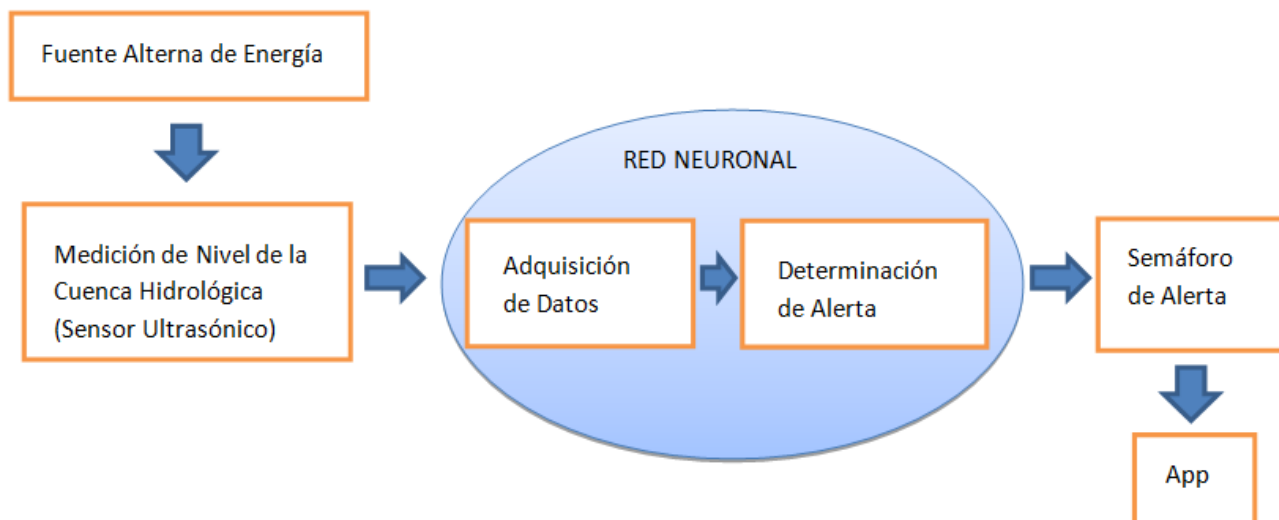 Fuente Alterna de Energía
RED NEURONAL
Medición de Nivel de la
Cuenca Hidrológica
(Sensor Ultrasónico)
Adquisición
de Datos
Determinación
de Alerta
Semáforo
de Alerta
App